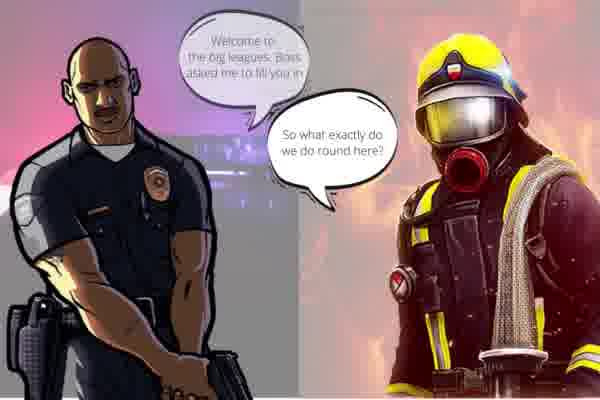 Welcome to
the big leagues. Boss
asked me to fill you in
So what exactly do
we do round here?